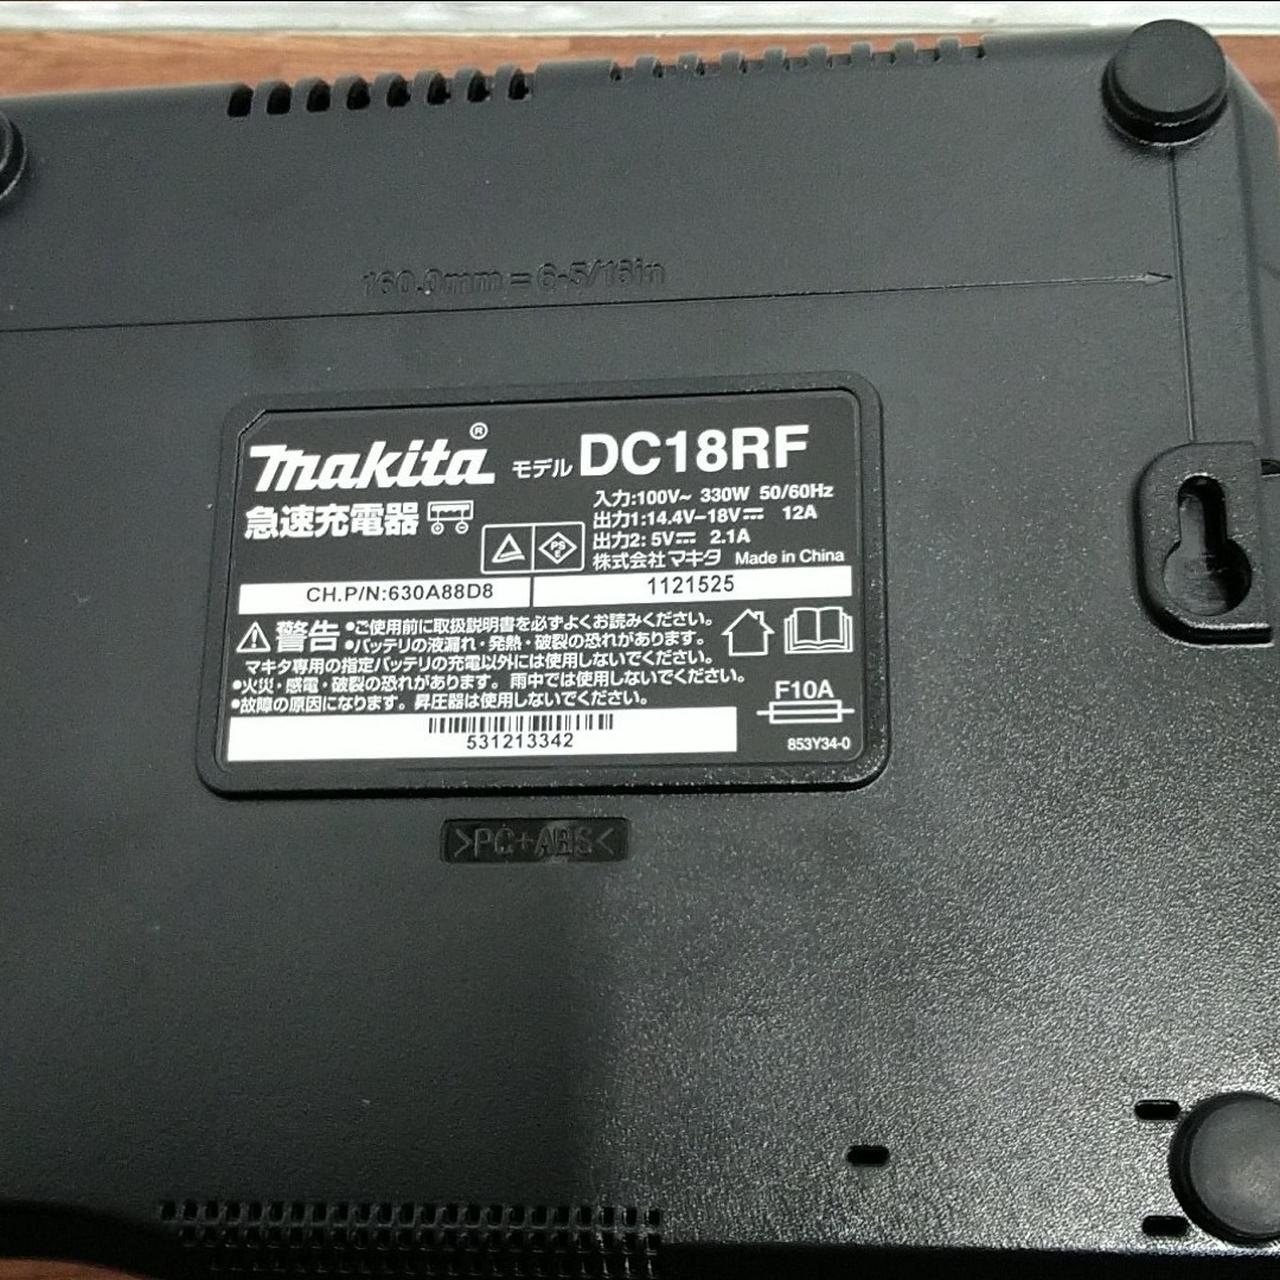 160.0mm = 6-5/16in
makita® モデル DC18RF
急速充電器
入力:100V~ 330W 50/60Hz
出力1:14.4V-18V⎓ 12A
出力2: 5V⎓ 2.1A
株式会社マキタ Made in China
PS
E
CH.P/N:630A88D8
1121525
警告 •ご使用前に取扱説明書を必ずよくお読みください。
•バッテリの液漏れ・発熱・破裂の恐れがあります。
マキタ専用の指定バッテリの充電以外には使用しないでください。
•火災・感電・破裂の恐れがあります。雨中では使用しないでください。
•故障の原因になります。昇圧器は使用しないでください。
F10A
531213342
853Y34-0
>PC+ABS<